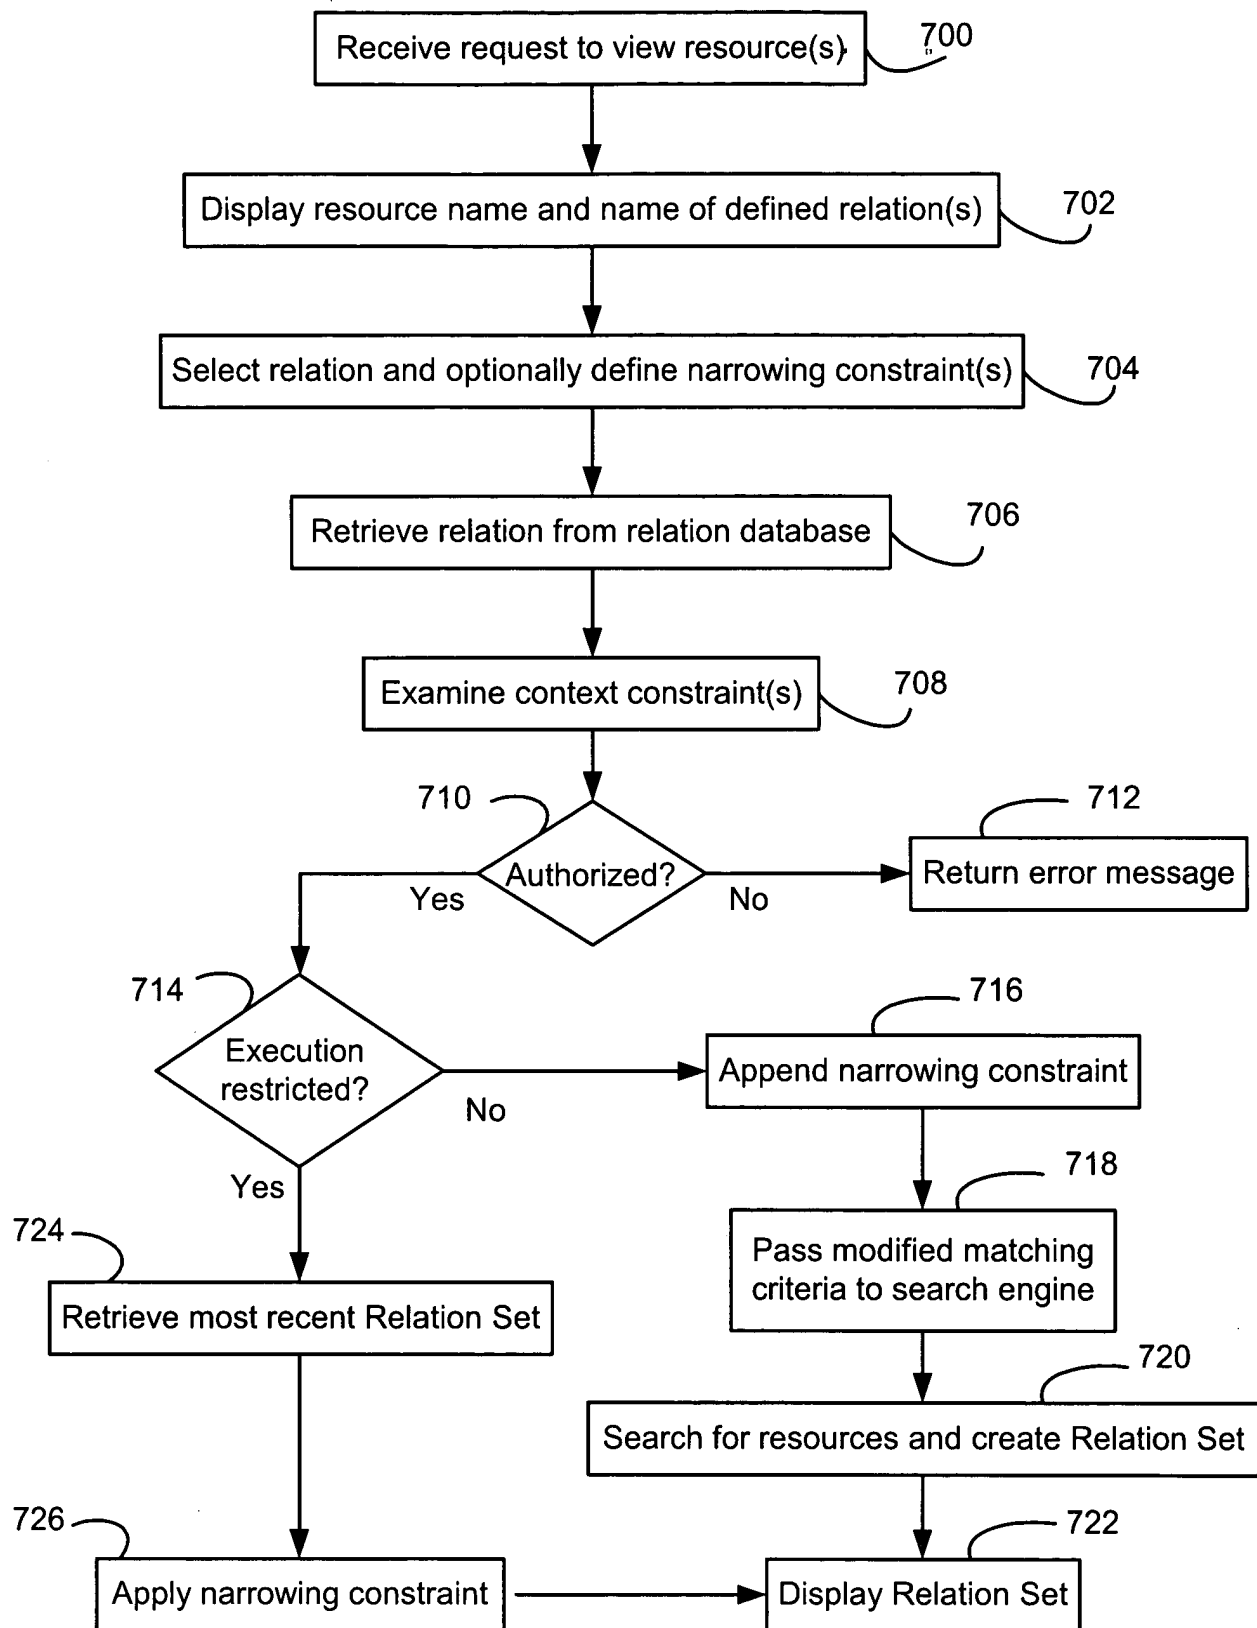 Receive request to view resource(s)
700
Display resource name and name of defined relation(s)
702
Select relation and optionally define narrowing constraint(s)
704
Retrieve relation from relation database
706
Examine context constraint(s)
708
710
712
Authorized?
Return error message
Yes
No
714
716
Execution
restricted?
Append narrowing constraint
No
Yes
718
Pass modified matching
criteria to search engine
724
Retrieve most recent Relation Set
720
Search for resources and create Relation Set
726
722
Apply narrowing constraint
Display Relation Set